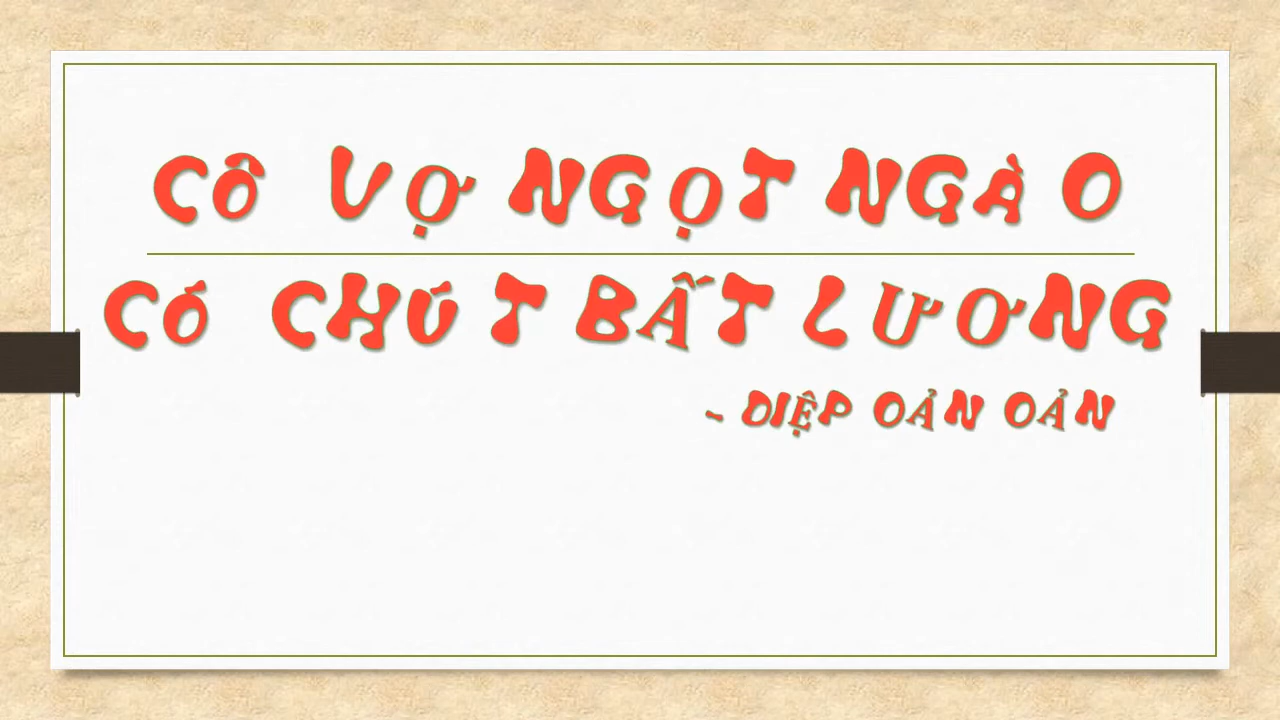 CÔ VỢ NGỌT NGÀO
CÓ CHÚT BẤT LƯƠNG
- DIỆP OẢN OẢN